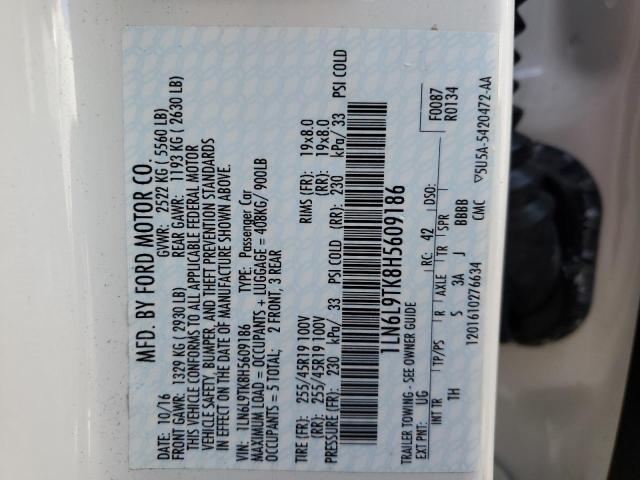 MFD. BY FORD MOTOR CO.
10/16 GVWR: 2522 KG ( 5560 LB)
FRONT GAWR: 1329 KG ( 2930 LB) REAR GAWR: 1193 KG ( 2630 LB)
THIS VEHICLE CONFORMS TO ALL APPLICABLE FEDERAL MOTOR
VEHICLE SAFETY, BUMPER, AND THEFT PREVENTION STANDARDS
IN EFFECT ON THE DATE OF MANUFACTURE SHOWN ABOVE.
VIN: 1LN6L9TK8H5609186 TYPE: Passenger Car
MAXIMUM LOAD = OCCUPANTS + LUGGAGE = 408KG/ 900LB
OCCUPANTS = 5 TOTAL; 2 FRONT, 3 REAR
TIRE (FR): 255/45R19 100V RIMS (FR): 19x8.0
(RR): 255/45R19 100V (RR): 19x8.0
PRESSURE (FR): 230 kPa/ 33 PSI COLD (RR): 230 kPa/ 33 PSI COLD
1LN6L9TK8H5609186
TRAILER TOWING - SEE OWNER GUIDE F0087
EXT PNT: UG RC: 42 DSO: R0134
INT TR TP/PS R AXLE TR SPR
1H S 3A J BBBB
1201610276634 CMC ▽5U5A-5420472-AA